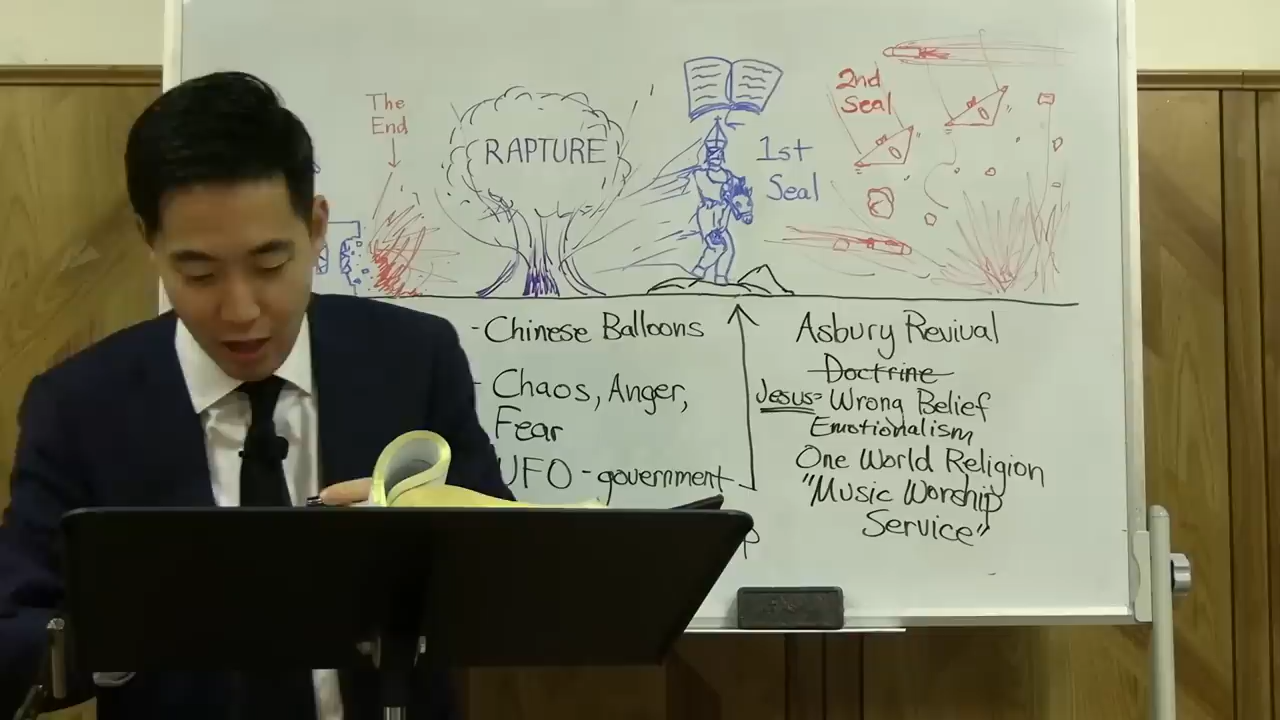 The
End
RAPTURE
1st
Seal
2nd
Seal
- Chinese Balloons
- Chaos, Anger,
Fear
UFO - government
Asbury Revival
Doctrine
Jesus= Wrong Belief
Emotionalism
One World Religion
"Music Worship
Service"